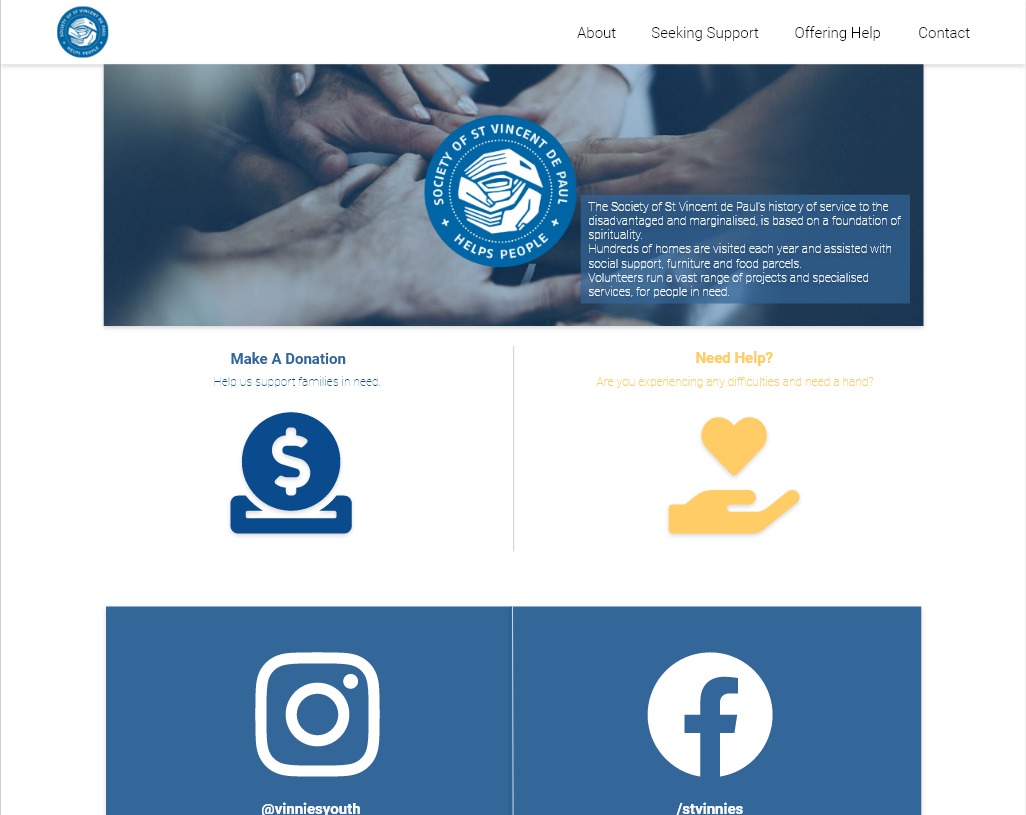 SOCIETY OF ST VINCENT DE PAUL
HELPS PEOPLE
About
Seeking Support
Offering Help
Contact
SOCIETY OF ST VINCENT DE PAUL
HELPS PEOPLE
The Society of St Vincent de Paul's history of service to the
disadvantaged and marginalised, is based on a foundation of
spirituality.
Hundreds of homes are visited each year and assisted with
social support, furniture and food parcels.
Volunteers run a vast range of projects and specialised
services, for people in need.
Make A Donation
Help us support families in need.
Need Help?
Are you experiencing any difficulties and need a hand?
$
@vinniesyouth
/stvinnies